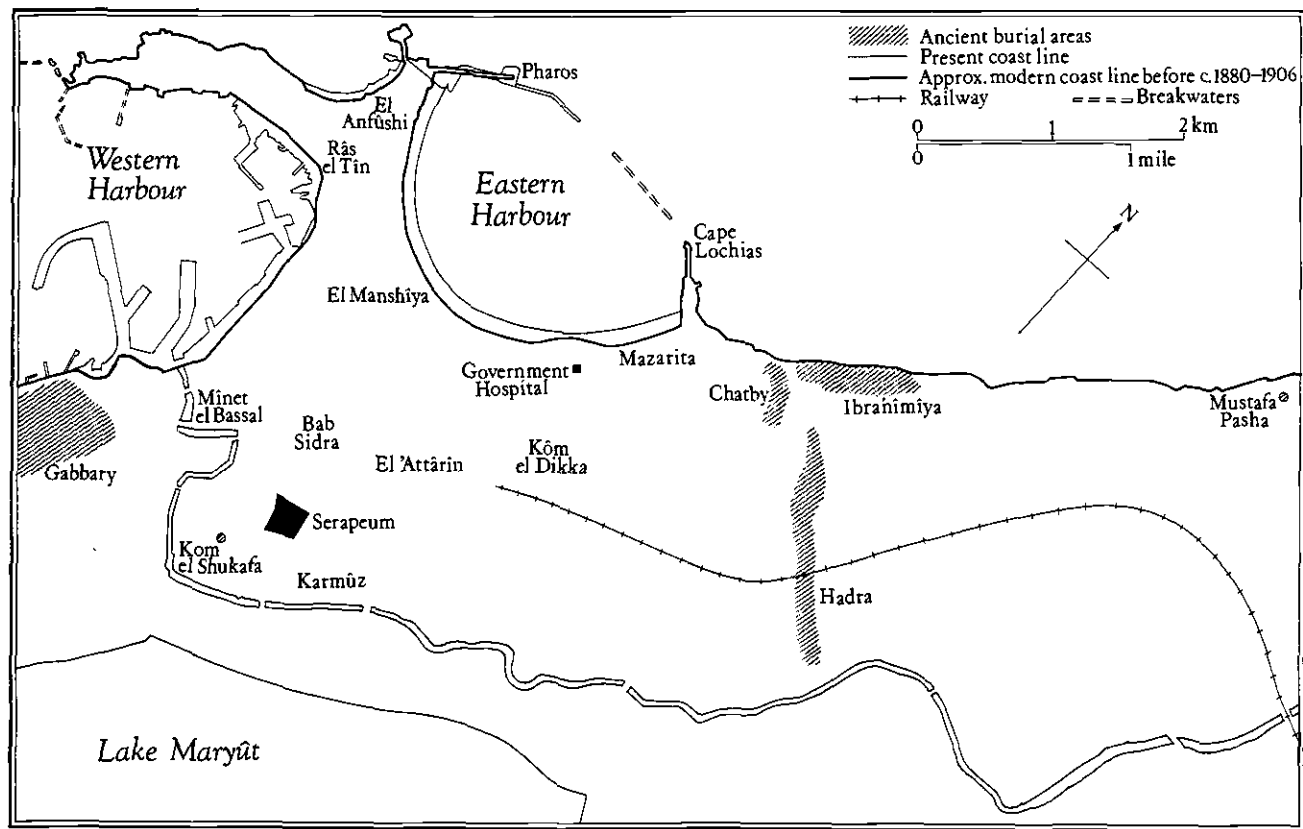 Ancient burial areas
Present coast line
Approx. modern coast line before c. 1880–1906
Railway
Breakwaters
0 1 2 km
0 1 mile
N
Pharos
El
Anfûshi
Râs
el Tîn
Western
Harbour
Eastern
Harbour
Cape
Lochias
El Manshîya
Mazarita
Government
Hospital
Chatby
Ibrahîmîya
Mustafa
Pasha
Mînet
el Bassal
Bab
Sidra
Gabbary
El 'Attârîn
Kôm
el Dikka
Serapeum
Kom
el Shukafa
Karmûz
Hadra
Lake Maryût